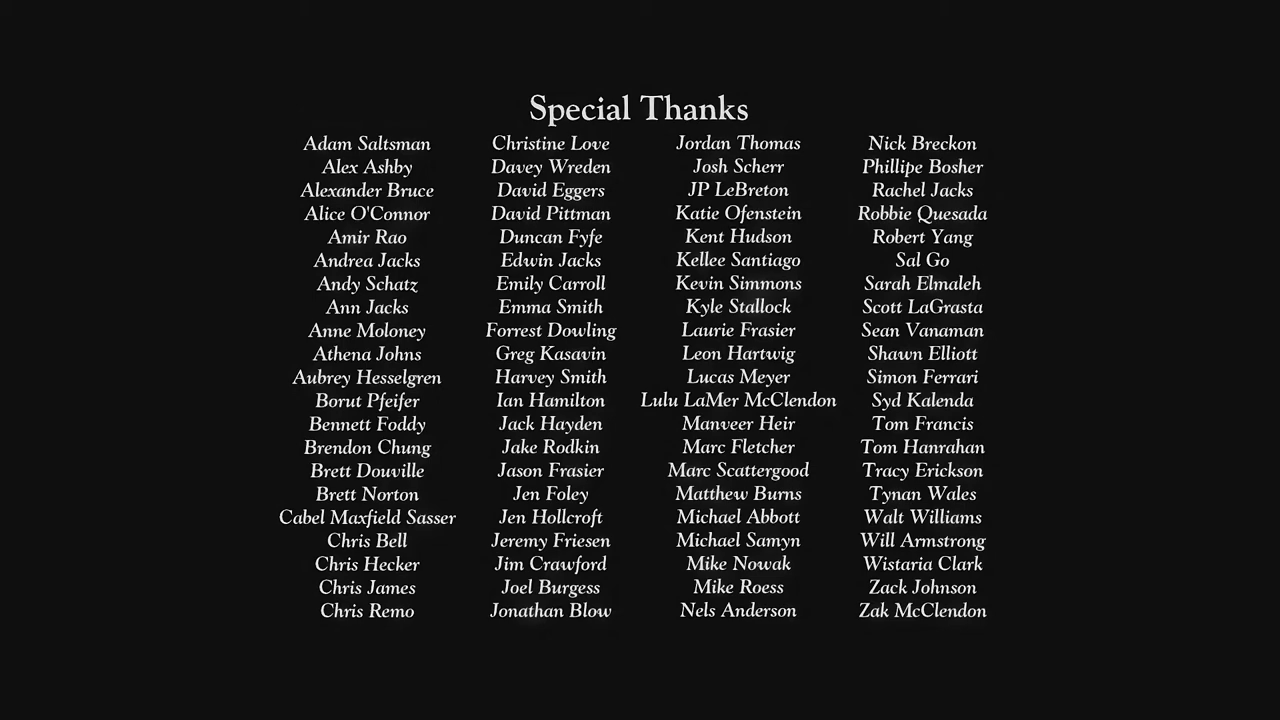 Special Thanks
Adam Saltsman
Alex Ashby
Alexander Bruce
Alice O'Connor
Amir Rao
Andrea Jacks
Andy Schatz
Ann Jacks
Anne Moloney
Athena Johns
Aubrey Hesselgren
Borut Pfeifer
Bennett Foddy
Brendon Chung
Brett Douville
Brett Norton
Cabel Maxfield Sasser
Chris Bell
Chris Hecker
Chris James
Chris Remo
Christine Love
Davey Wreden
David Eggers
David Pittman
Duncan Fyfe
Edwin Jacks
Emily Carroll
Emma Smith
Forrest Dowling
Greg Kasavin
Harvey Smith
Ian Hamilton
Jack Hayden
Jake Rodkin
Jason Frasier
Jen Foley
Jen Hollcroft
Jeremy Friesen
Jim Crawford
Joel Burgess
Jonathan Blow
Jordan Thomas
Josh Scherr
JP LeBreton
Katie Ofenstein
Kent Hudson
Kellee Santiago
Kevin Simmons
Kyle Stallock
Laurie Frasier
Leon Hartwig
Lucas Meyer
Lulu LaMer McClendon
Manveer Heir
Marc Fletcher
Marc Scattergood
Matthew Burns
Michael Abbott
Michael Samyn
Mike Nowak
Mike Roess
Nels Anderson
Nick Breckon
Phillipe Bosher
Rachel Jacks
Robbie Quesada
Robert Yang
Sal Go
Sarah Elmaleh
Scott LaGrasta
Sean Vanaman
Shawn Elliott
Simon Ferrari
Syd Kalenda
Tom Francis
Tom Hanrahan
Tracy Erickson
Tynan Wales
Walt Williams
Will Armstrong
Wistaria Clark
Zack Johnson
Zak McClendon